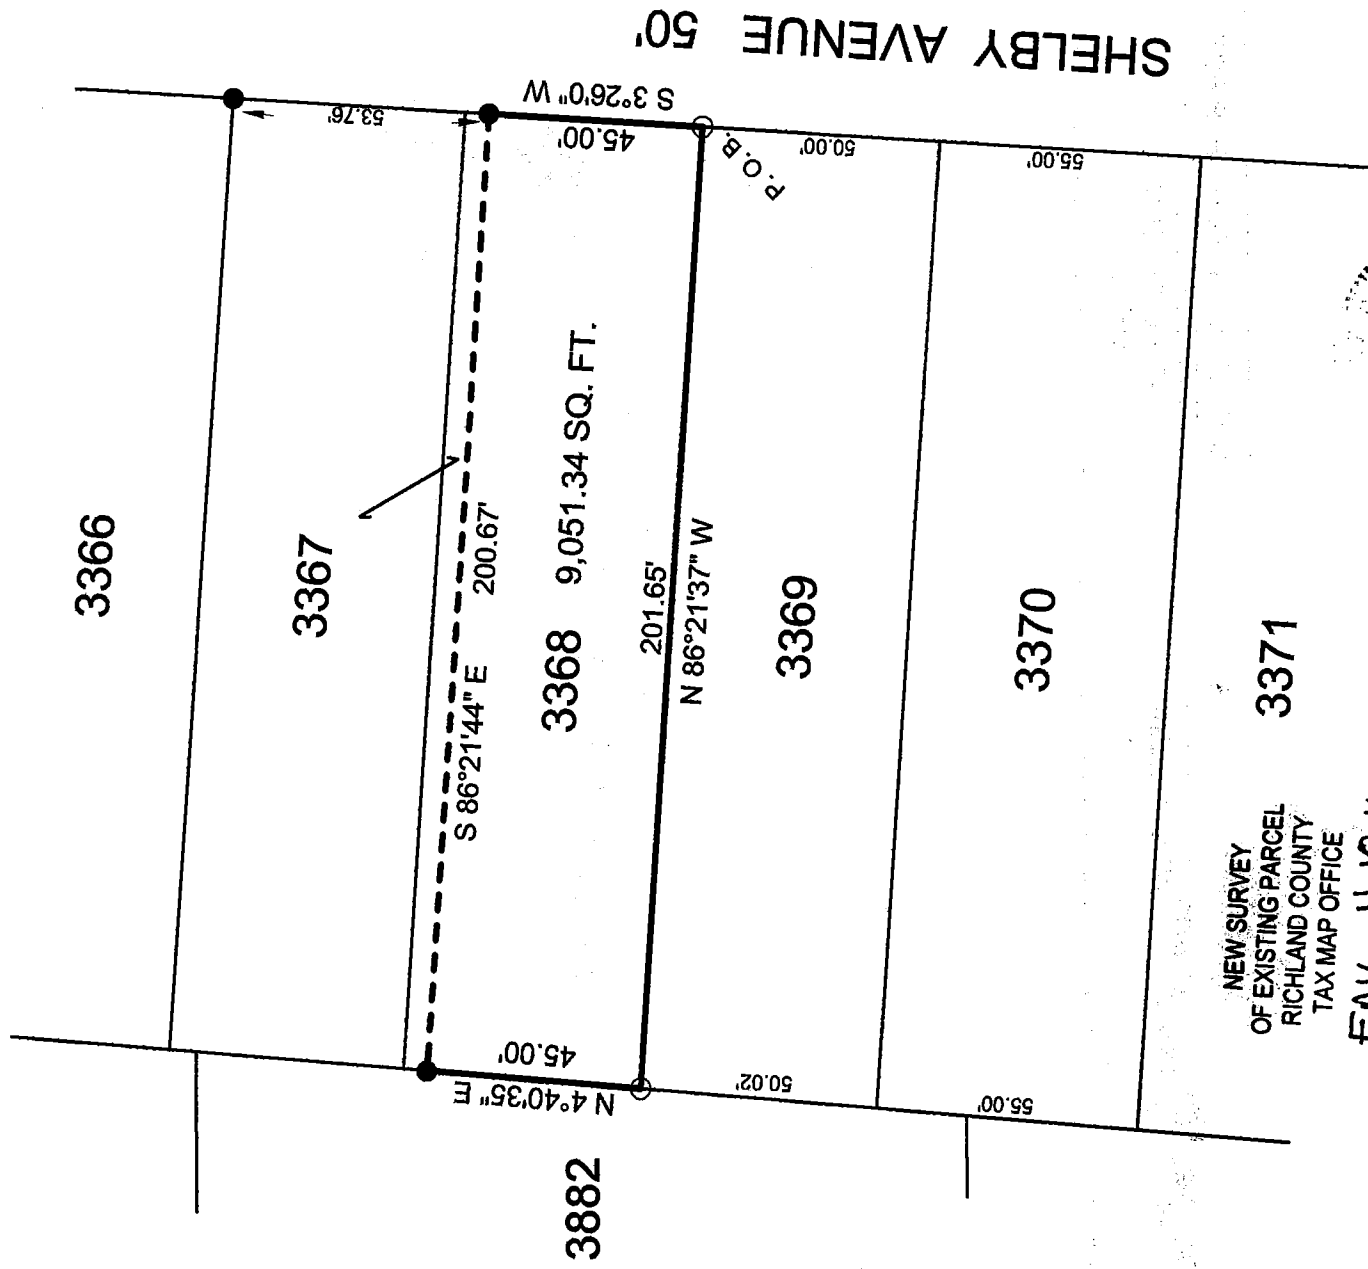 SHELBY AVENUE 50'
53.76'
S 3°26'0" W
45.00'
P.O.B.
50.00'
55.00'
3366
3367
S 86°21'44" E 200.67'
3368 9,051.34 SQ. FT.
201.65'
N 86°21'37" W
3369
3370
3371
45.00'
N 4°40'35" E
50.02'
55.00'
3882
NEW SURVEY
OF EXISTING PARCEL
RICHLAND COUNTY
TAX MAP OFFICE